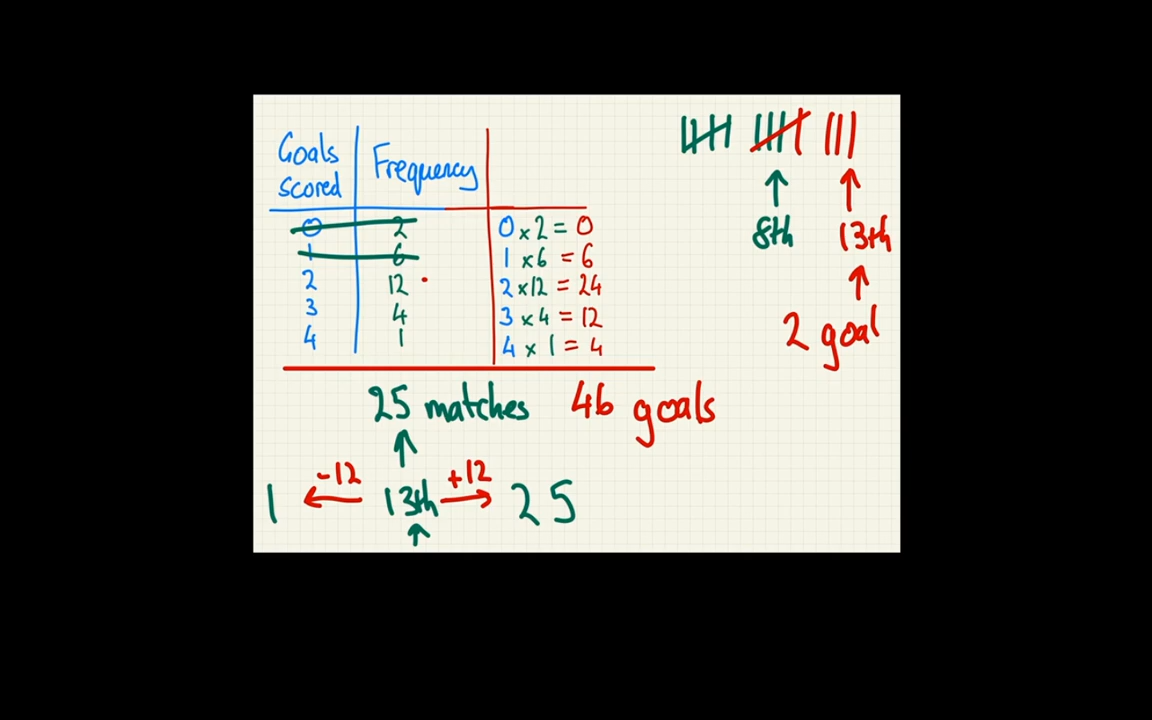 Goals scored Frequency
0 2 0 x 2 = 0
1 6 1 x 6 = 6
2 12 2 x 12 = 24
3 4 3 x 4 = 12
4 1 4 x 1 = 4
25 matches 46 goals
1 -12 13th +12 25
8th 13th
2 goal